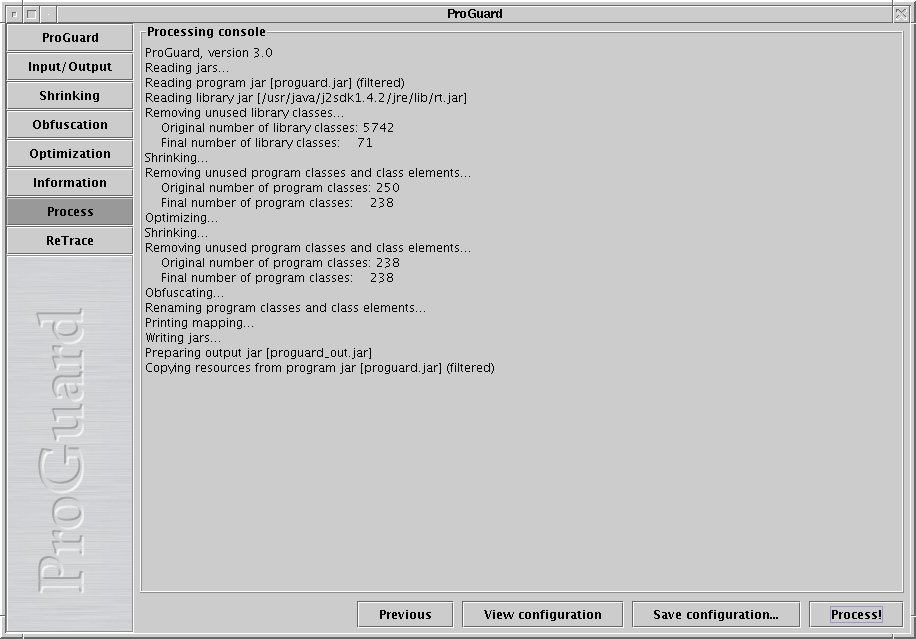 ProGuard
ProGuard
Input/Output
Shrinking
Obfuscation
Optimization
Information
Process
ReTrace
ProGuard
Processing console
ProGuard, version 3.0
Reading jars...
Reading program jar [proguard.jar] (filtered)
Reading library jar [/usr/java/j2sdk1.4.2/jre/lib/rt.jar]
Removing unused library classes...
Original number of library classes: 5742
Final number of library classes: 71
Shrinking...
Removing unused program classes and class elements...
Original number of program classes: 250
Final number of program classes: 238
Optimizing...
Shrinking...
Removing unused program classes and class elements...
Original number of program classes: 238
Final number of program classes: 238
Obfuscating...
Renaming program classes and class elements...
Printing mapping...
Writing jars...
Preparing output jar [proguard_out.jar]
Copying resources from program jar [proguard.jar] (filtered)
Previous
View configuration
Save configuration...
Process!